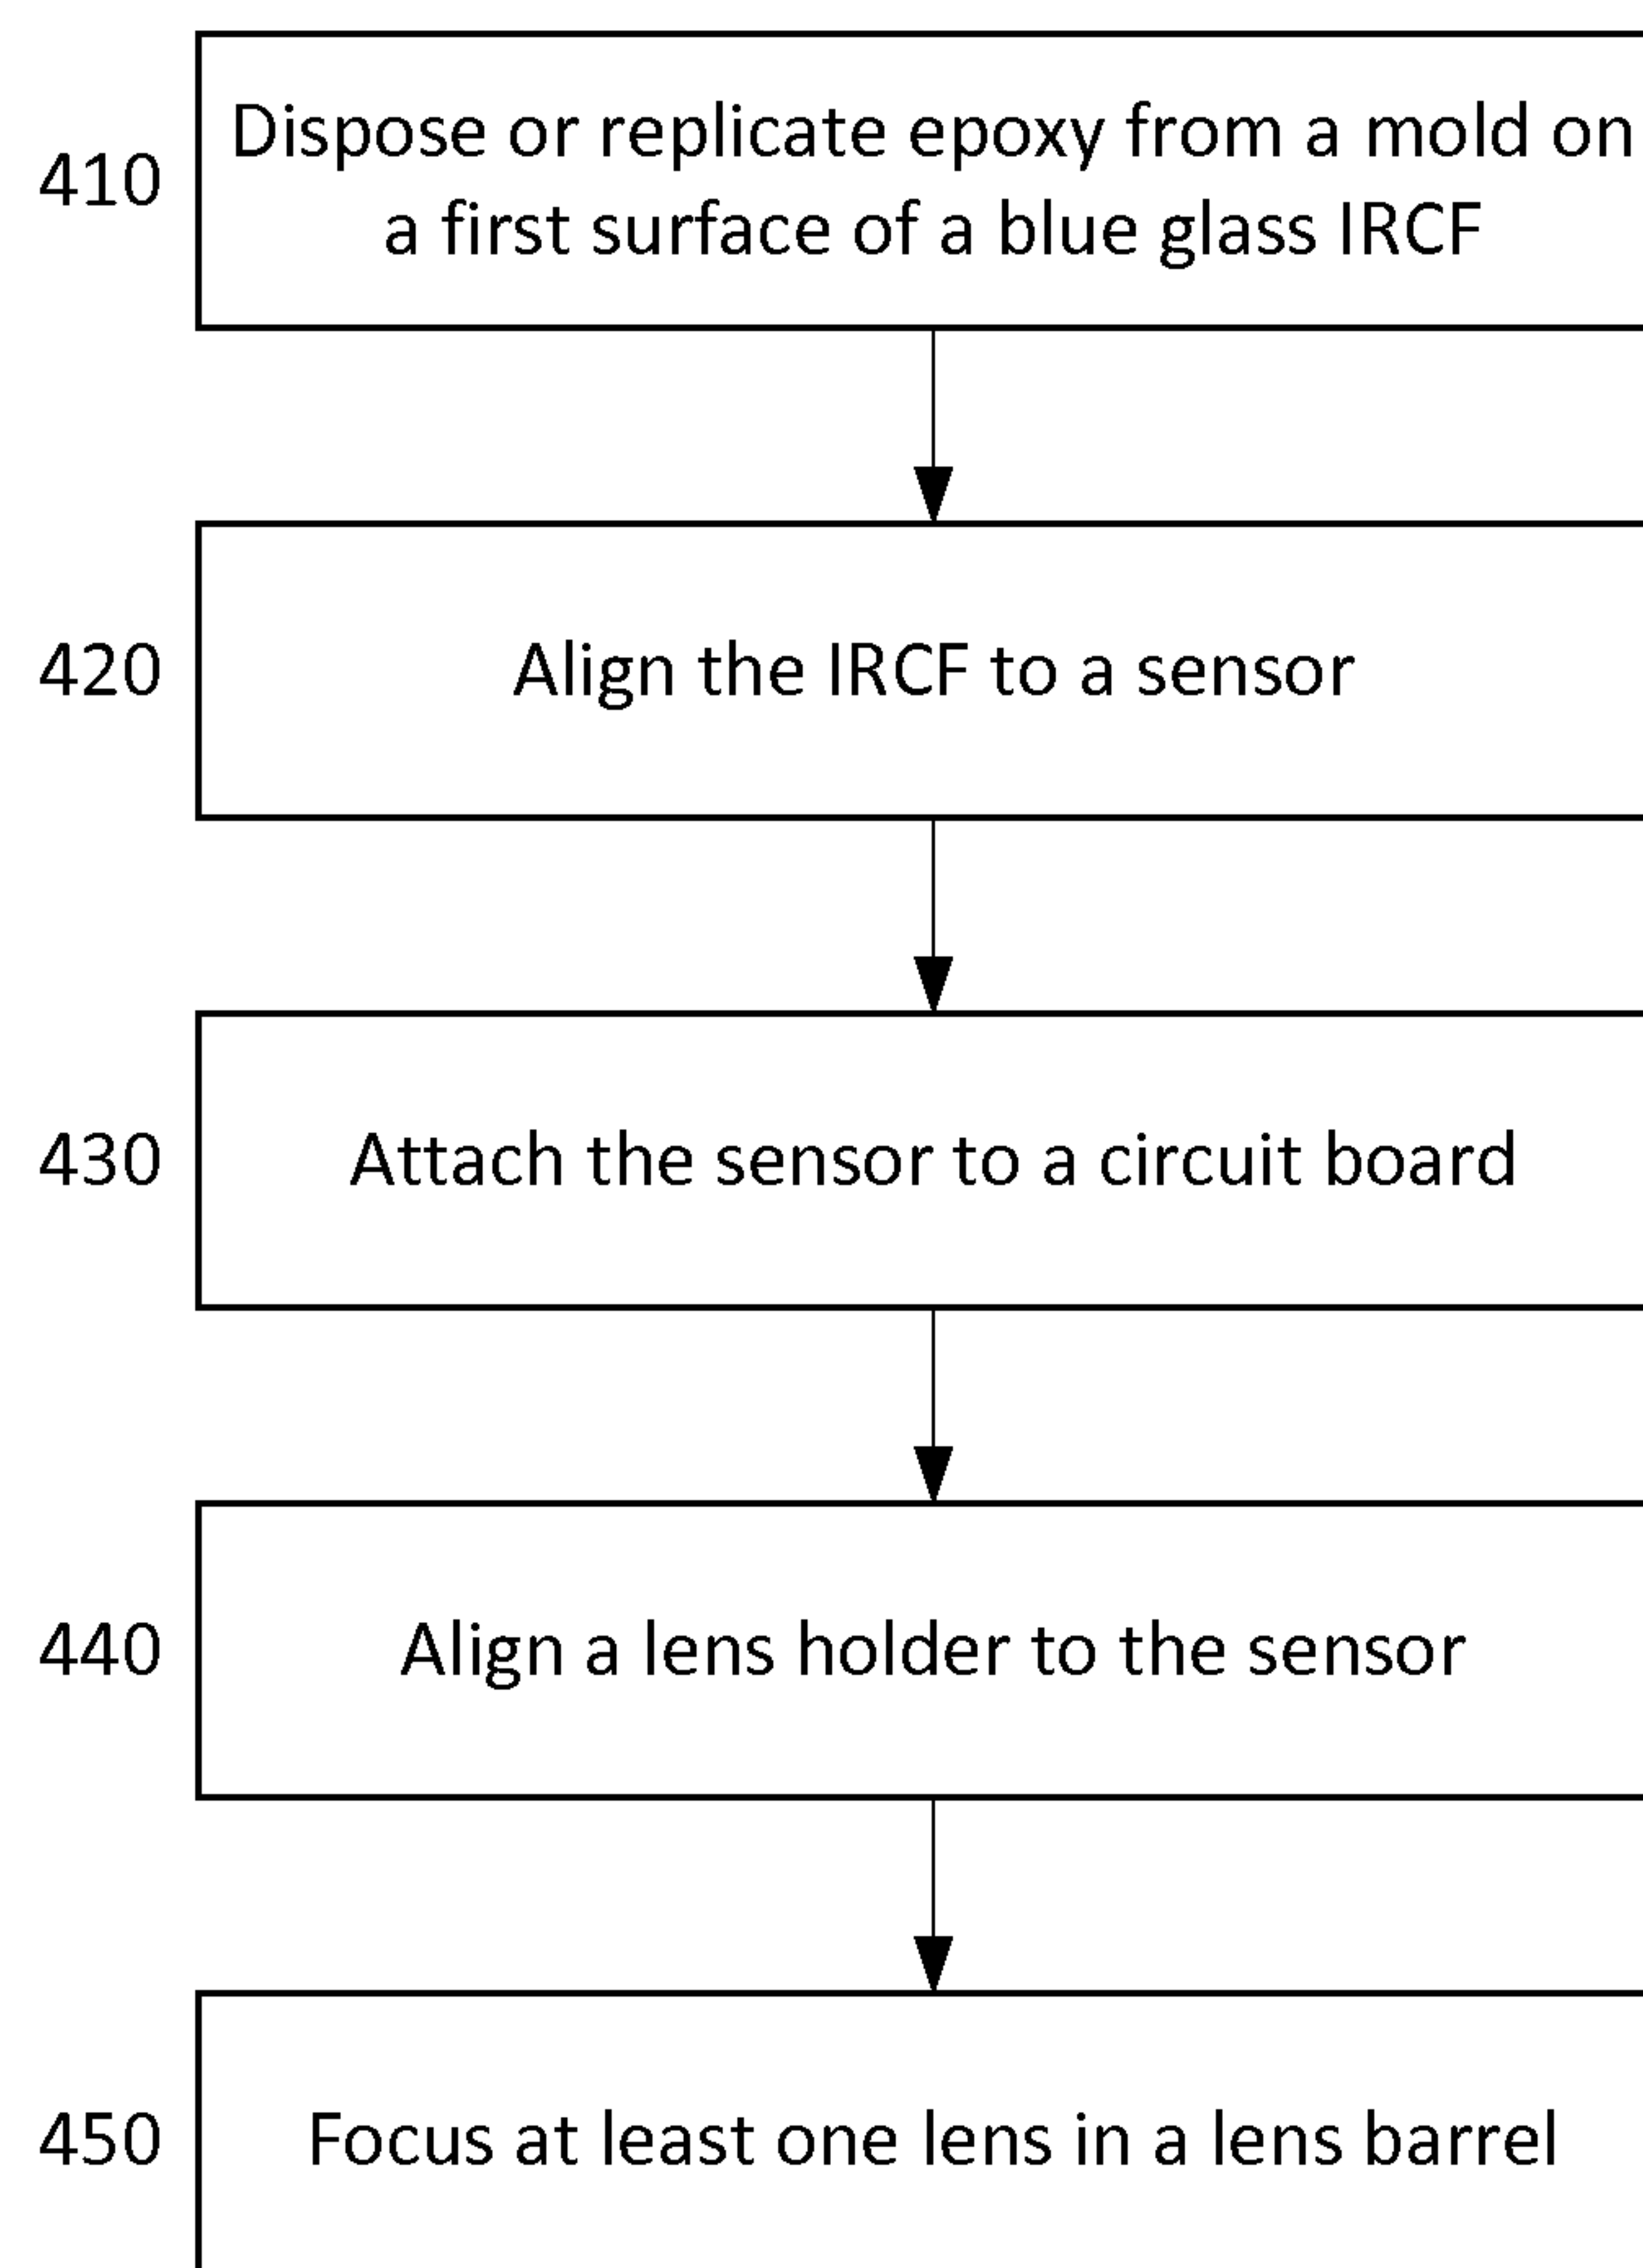 410
Dispose or replicate epoxy from a mold on
a first surface of a blue glass IRCF
420
Align the IRCF to a sensor
430
Attach the sensor to a circuit board
440
Align a lens holder to the sensor
450
Focus at least one lens in a lens barrel